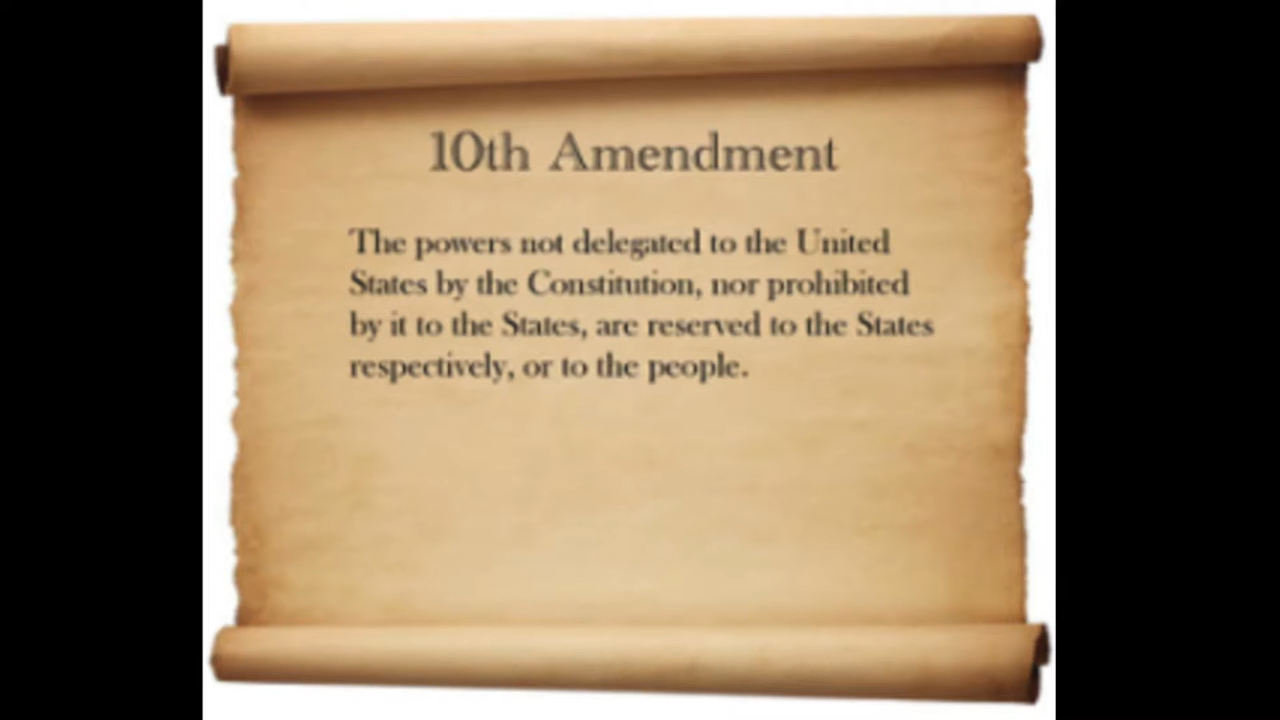 10th Amendment
The powers not delegated to the United
States by the Constitution, nor prohibited
by it to the States, are reserved to the States
respectively, or to the people.